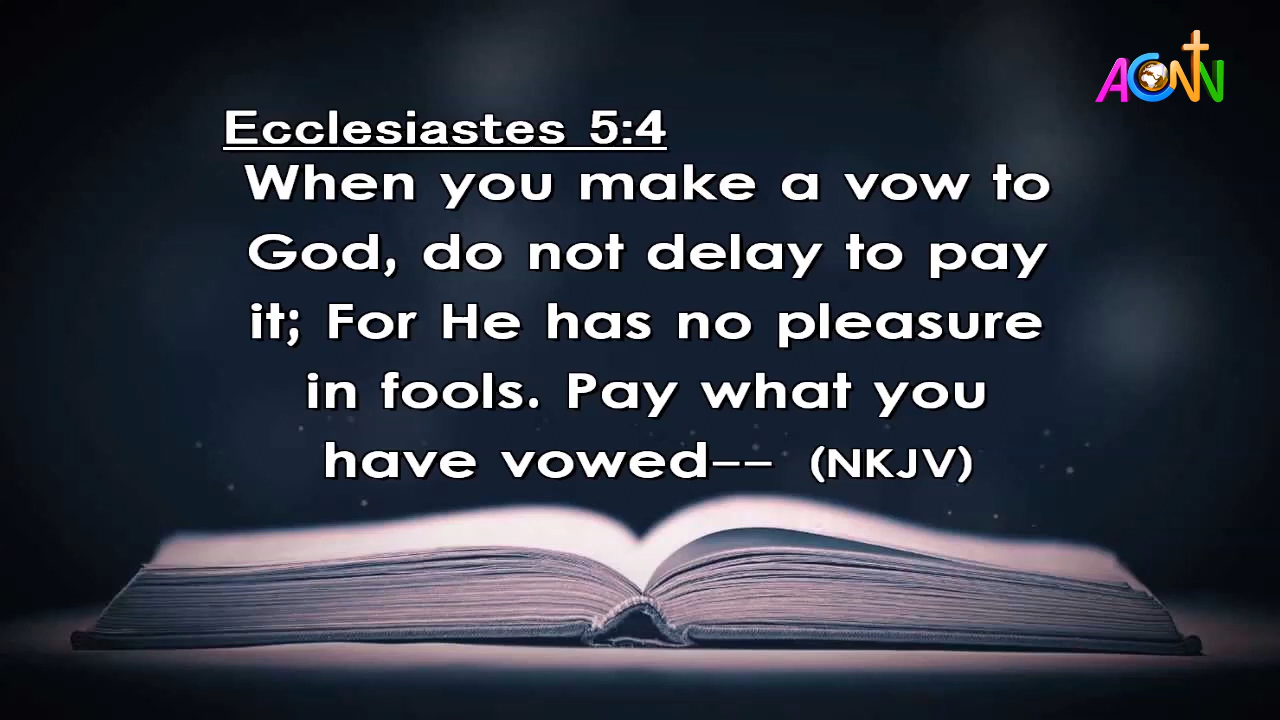 ACNN
Ecclesiastes 5:4
When you make a vow to
God, do not delay to pay
it; For He has no pleasure
in fools. Pay what you
have vowed-- (NKJV)